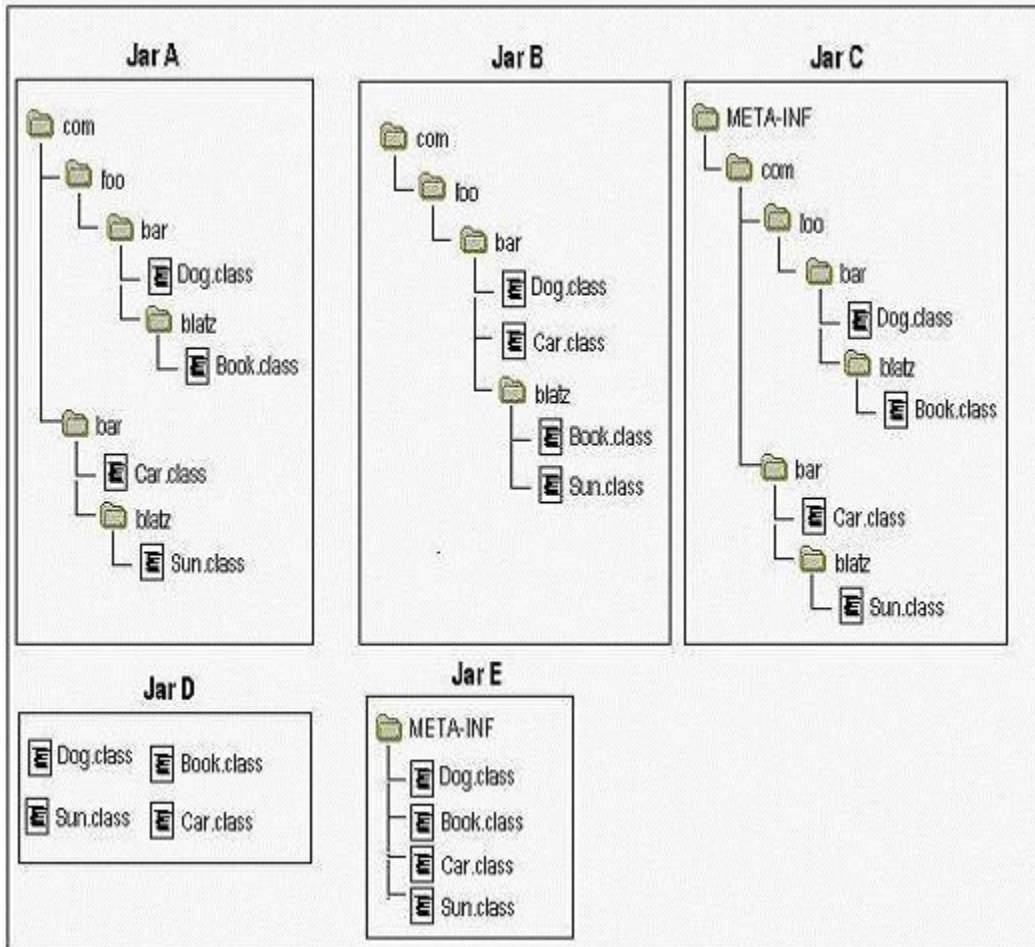 Jar A
com
foo
bar
Dog.class
blatz
Book.class
bar
Car.class
blatz
Sun.class
Jar B
com
foo
bar
Dog.class
Car.class
blatz
Book.class
Sun.class
Jar C
META-INF
com
foo
bar
Dog.class
blatz
Book.class
bar
Car.class
blatz
Sun.class
Jar D
Dog.class Book.class
Sun.class Car.class
Jar E
META-INF
Dog.class
Book.class
Car.class
Sun.class